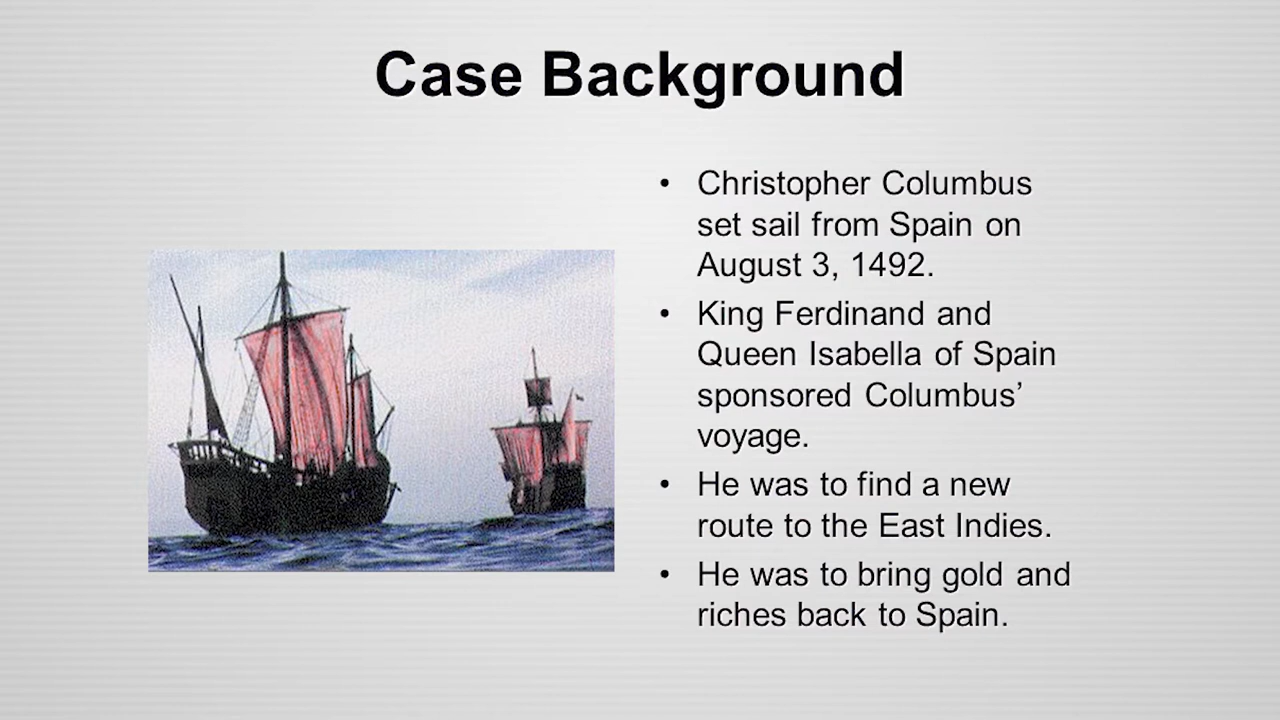 Case Background
• Christopher Columbus
set sail from Spain on
August 3, 1492.
• King Ferdinand and
Queen Isabella of Spain
sponsored Columbus’
voyage.
• He was to find a new
route to the East Indies.
• He was to bring gold and
riches back to Spain.